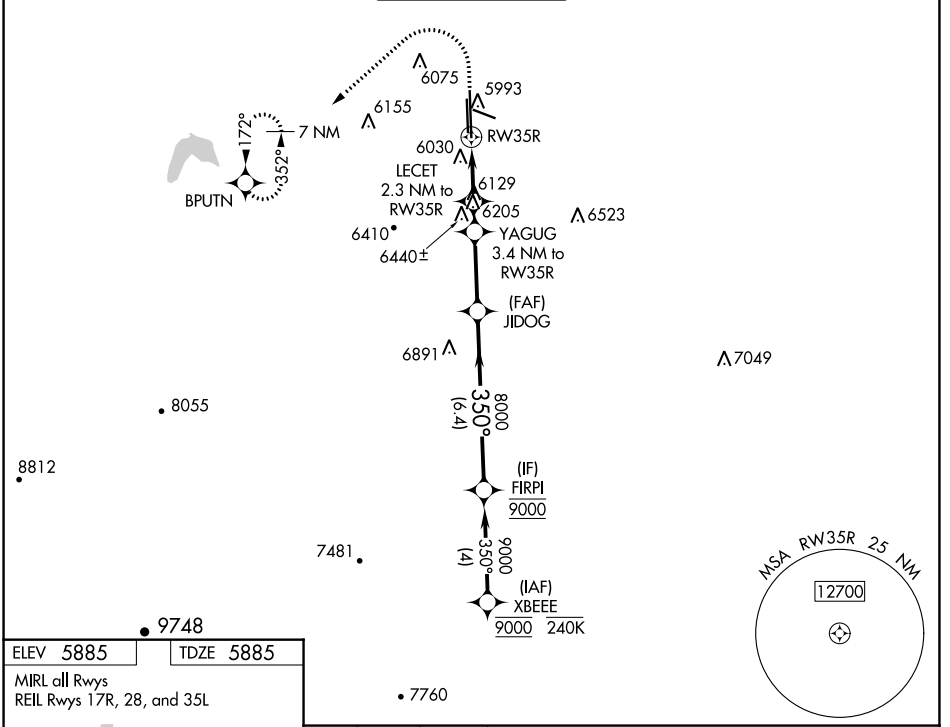 6075
5993
6155
7 NM
172°
352°
BPUTN
RW35R
6030
LECET
2.3 NM to
RW35R
6129
6205
6523
6410
6440±
YAGUG
3.4 NM to
RW35R
(FAF)
JIDOG
6891
7049
8000
350°
(6.4)
8055
8812
(IF)
FIRPI
9000
7481
9000
350°
(4)
(IAF)
XBEEE
9000 240K
MSA RW35R 25 NM
12700
9748
ELEV 5885
TDZE 5885
MIRL all Rwys
REIL Rwys 17R, 28, and 35L
7760